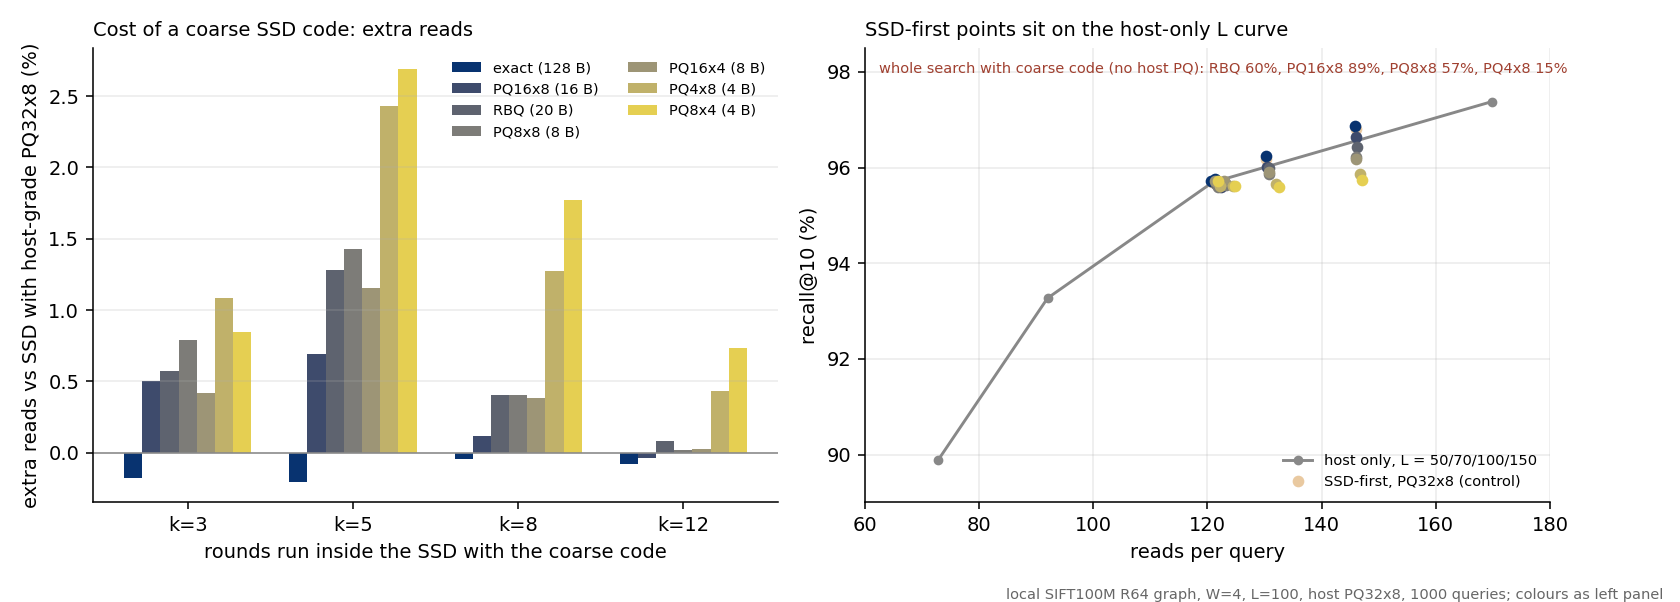 Cost of a coarse SSD code: extra reads
extra reads vs SSD with host-grade PQ32x8 (%)
2.5
2.0
1.5
1.0
0.5
0.0
exact (128 B)
PQ16x8 (16 B)
RBQ (20 B)
PQ8x8 (8 B)
PQ16x4 (8 B)
PQ4x8 (4 B)
PQ8x4 (4 B)
k=3 k=5 k=8 k=12
rounds run inside the SSD with the coarse code
SSD-first points sit on the host-only L curve
whole search with coarse code (no host PQ): RBQ 60%, PQ16x8 89%, PQ8x8 57%, PQ4x8 15%
recall@10 (%)
98
96
94
92
90
host only, L = 50/70/100/150
SSD-first, PQ32x8 (control)
60 80 100 120 140 160 180
reads per query
local SIFT100M R64 graph, W=4, L=100, host PQ32x8, 1000 queries; colours as left panel